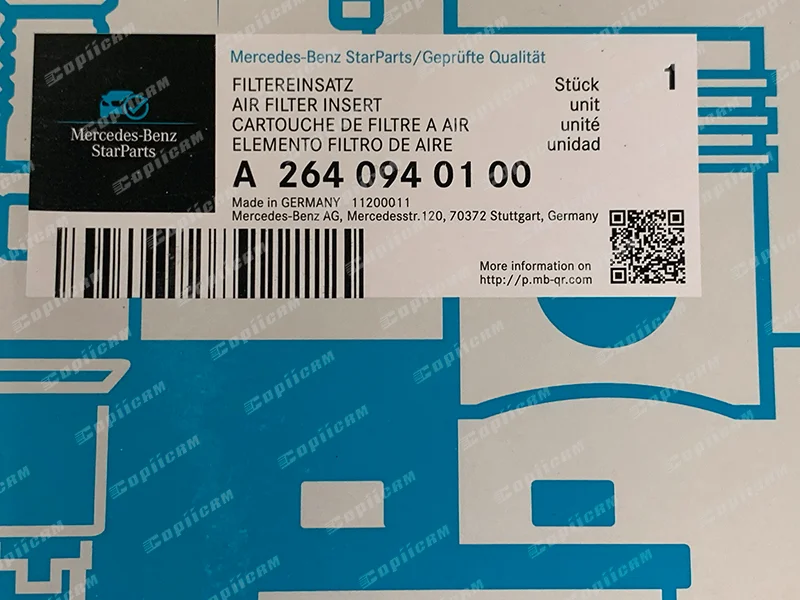 Mercedes-Benz
StarParts
Mercedes-Benz StarParts/Geprüfte Qualität
FILTEREINSATZ Stück 1
AIR FILTER INSERT unit
CARTOUCHE DE FILTRE A AIR unité
ELEMENTO FILTRO DE AIRE unidad
A 264 094 01 00
Made in GERMANY 11200011
Mercedes-Benz AG, Mercedesstr.120, 70372 Stuttgart, Germany
More information on
http://p.mb-qr.com
CopiiCRM